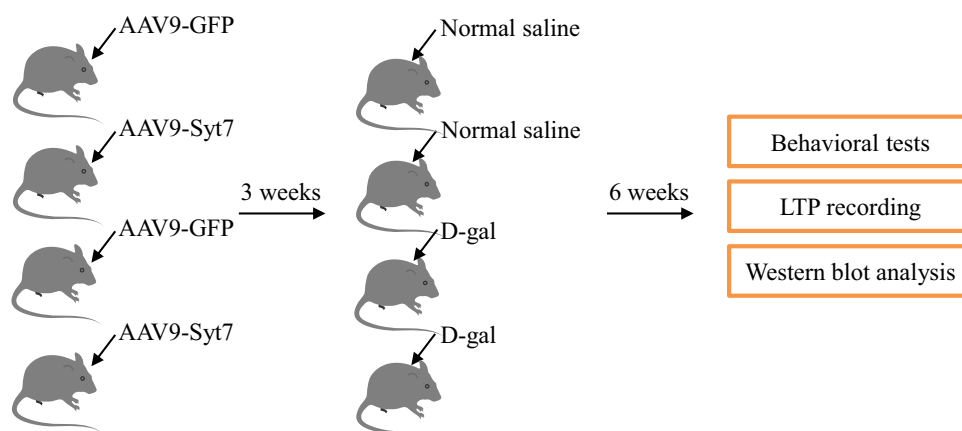 AAV9-GFP
AAV9-Syt7
AAV9-GFP
AAV9-Syt7
3 weeks
Normal saline
Normal saline
D-gal
D-gal
6 weeks
Behavioral tests
LTP recording
Western blot analysis